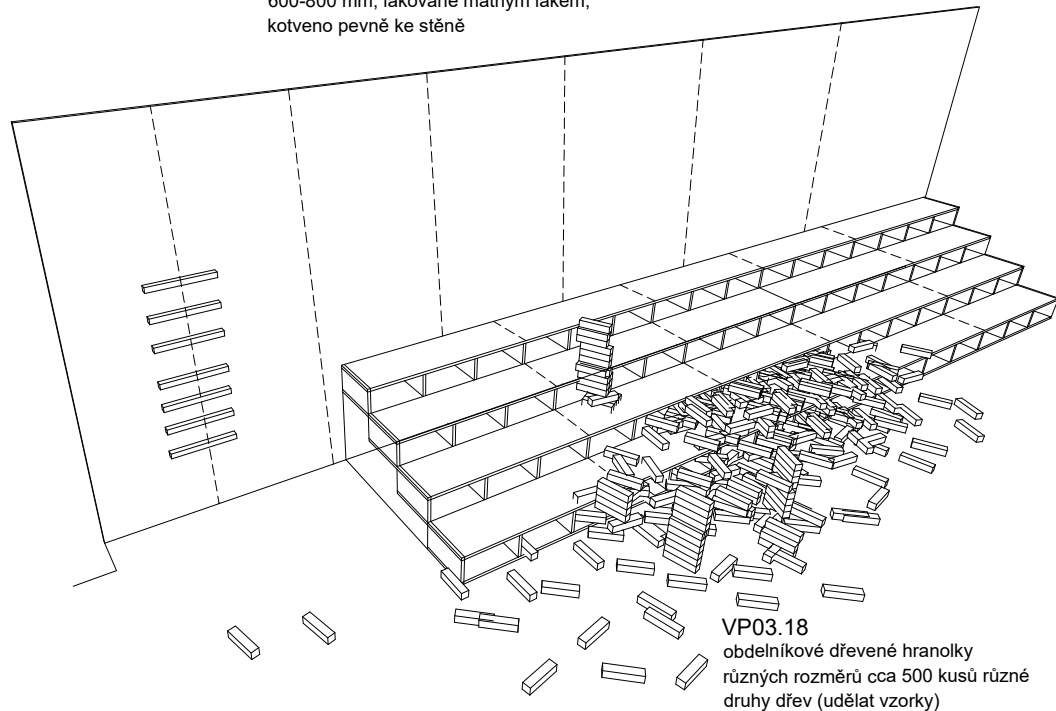 600-800 mm, lakované matným lakem,
kotveno pevně ke stěně
VP03.18
obdelníkové dřevené hranolky
různých rozměrů cca 500 kusů různé
druhy dřev (udělat vzorky)